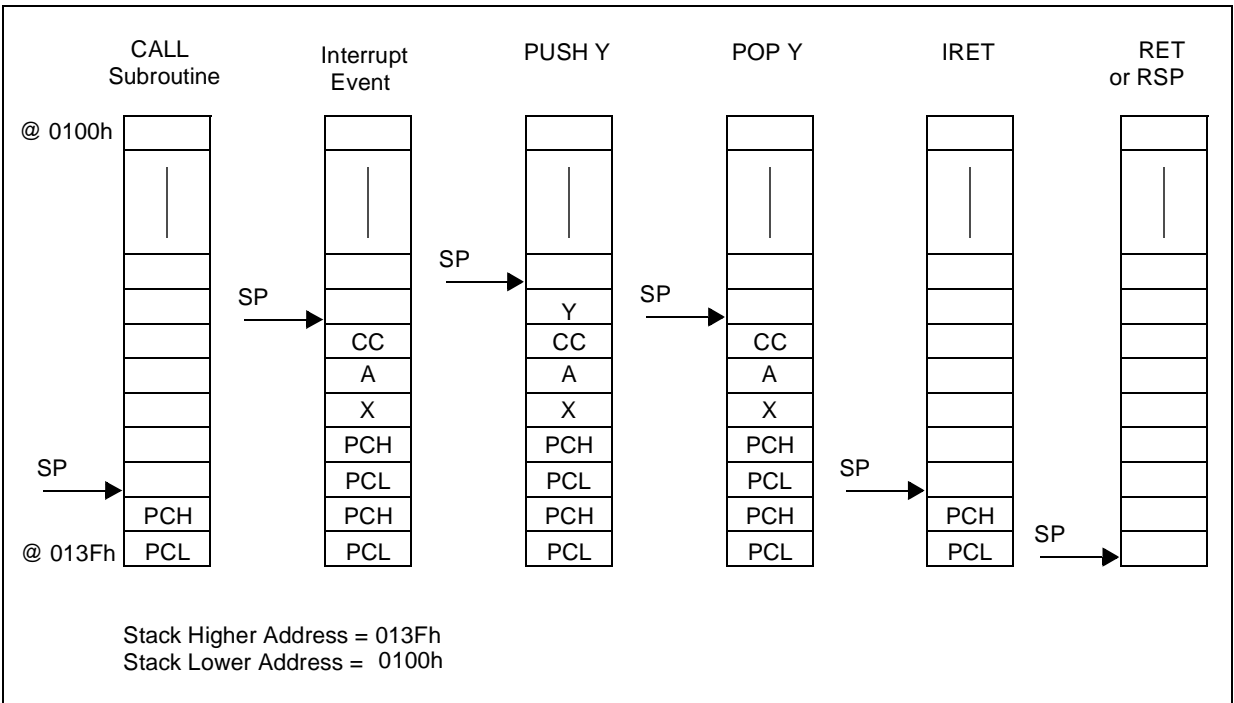 CALL
Subroutine
Interrupt
Event
PUSH Y
POP Y
IRET
RET
or RSP
@ 0100h
SP
PCH
PCL
@ 013Fh
SP
CC
A
X
PCH
PCL
PCH
PCL
SP
Y
CC
A
X
PCH
PCL
PCH
PCL
SP
CC
A
X
PCH
PCL
PCH
PCL
SP
PCH
PCL
SP
Stack Higher Address = 013Fh
Stack Lower Address = 0100h